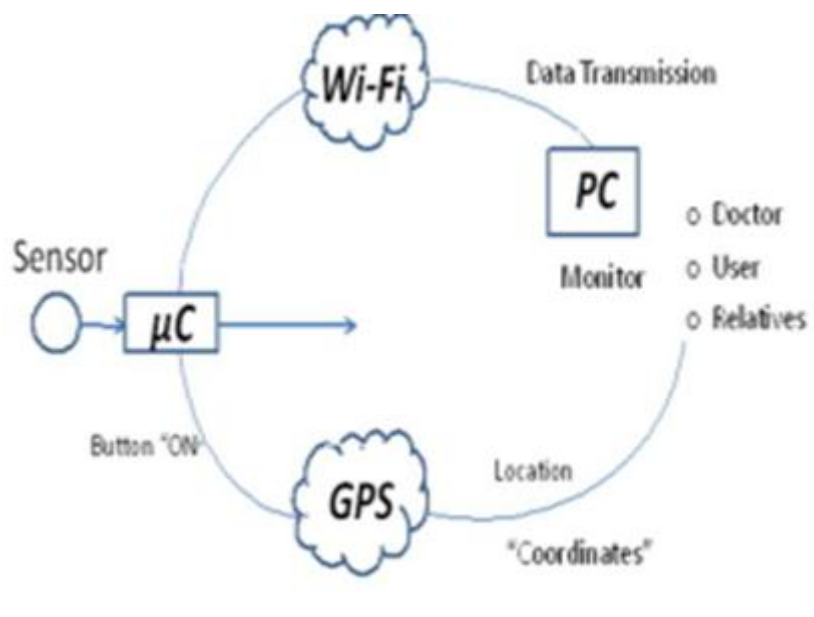 Wi-Fi
Data Transmission
PC
Doctor
Monitor
User
Relatives
Sensor
μC
Button "ON
GPS
Location
"Coordinates"